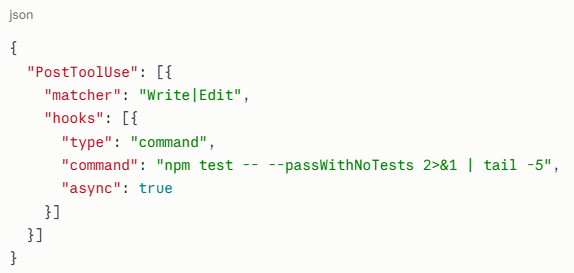 json
{
  "PostToolUse": [{
    "matcher": "Write|Edit",
    "hooks": [{
      "type": "command",
      "command": "npm test -- --passWithNoTests 2>&1 | tail -5",
      "async": true
    }]
  }]
}